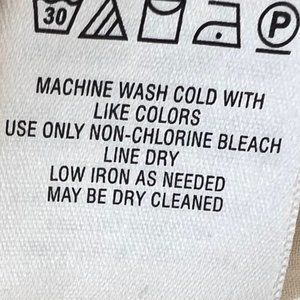 30 P
MACHINE WASH COLD WITH
LIKE COLORS
USE ONLY NON-CHLORINE BLEACH
LINE DRY
LOW IRON AS NEEDED
MAY BE DRY CLEANED